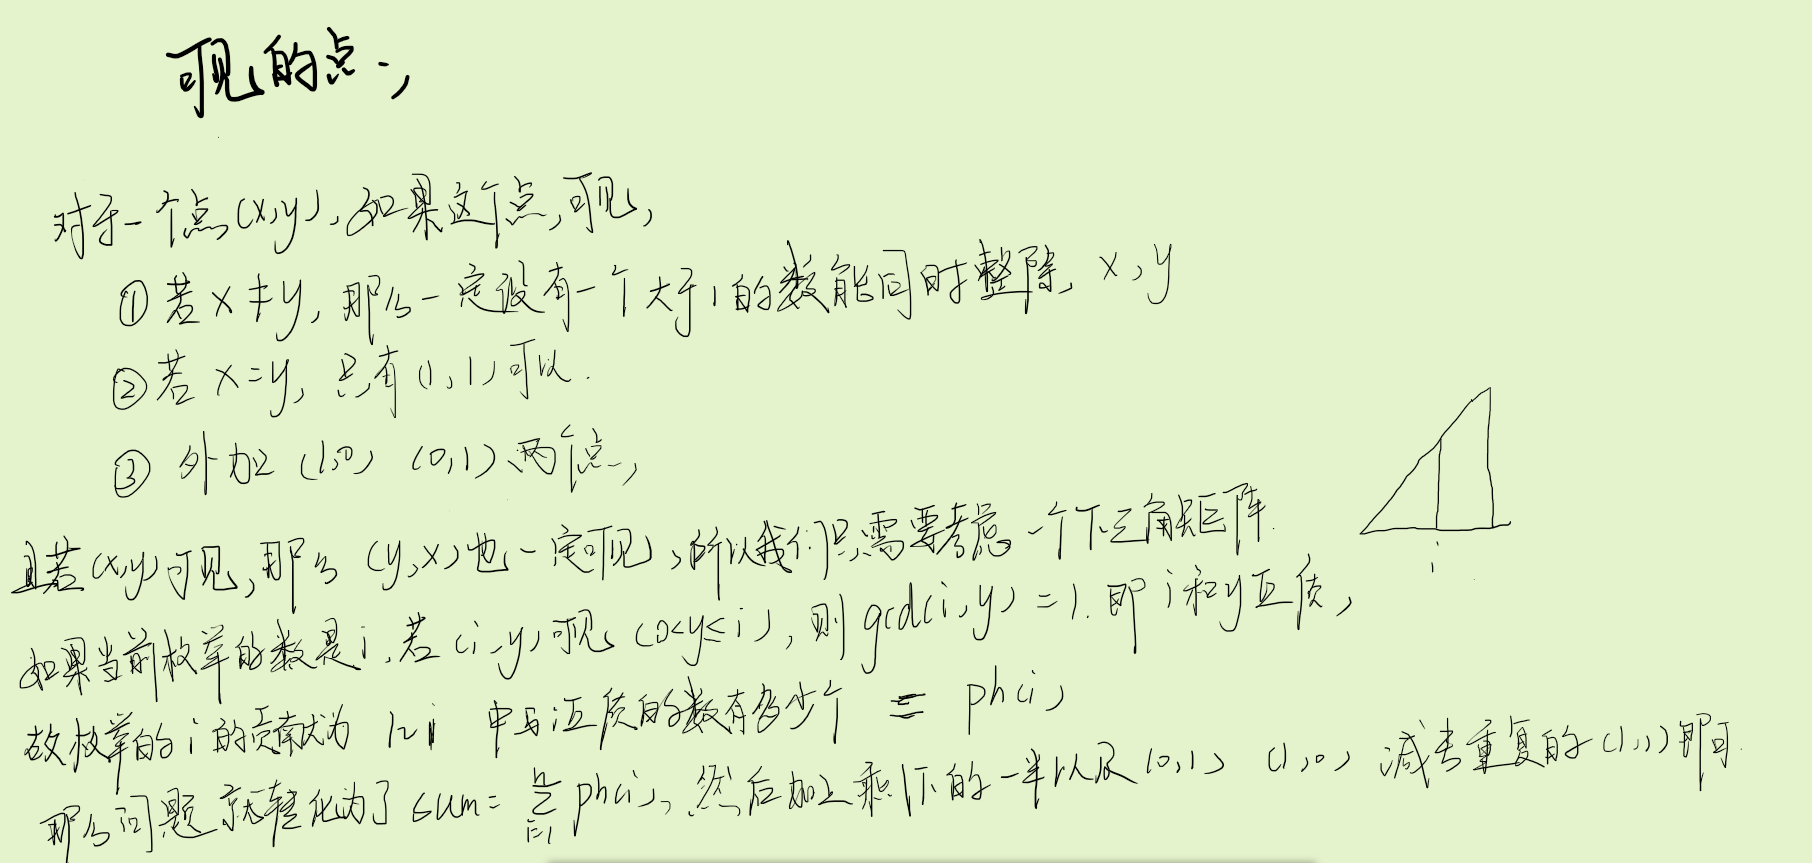 可见的点
对于一个点(x,y),如果这个点可见,
① 若 x ≠ y, 那么一定没有一个大于1的数能同时整除 x,y
② 若 x=y, 只有(1,1)可以.
③ 外加 (1,0) (0,1) 两个点,
且若(x,y)可见,那么 (y,x)也一定可见,所以我们只需要考虑一个下三角矩阵.
i
如果当前枚举的数是i,若(i,y)可见(0<y≤i), 则 gcd(i,y)=1. 即 i 和y互质,
故枚举的i的贡献为 1~i 中与i互质的数有多少个 = ph(i)
那么问题就转化为了 sum= n∑i=1 ph(i), 然后加上剩下的一半以及(0,1) (1,0) 减去重复的(1,1)即可.